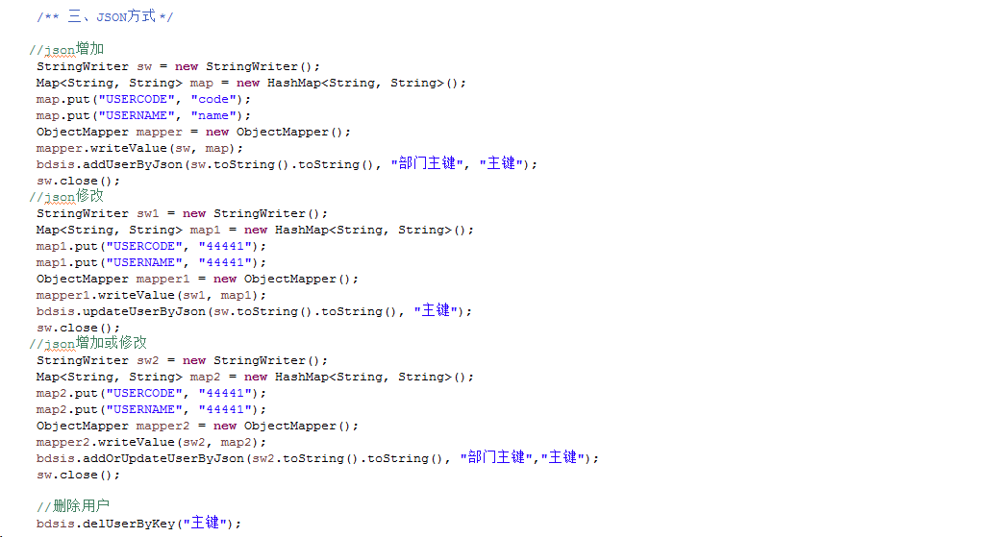 /** 三、JSON方式 */
//json增加
StringWriter sw = new StringWriter();
Map<String, String> map = new HashMap<String, String>();
map.put("USERCODE", "code");
map.put("USERNAME", "name");
ObjectMapper mapper = new ObjectMapper();
mapper.writeValue(sw, map);
bdsis.addUserByJson(sw.toString().toString(), "部门主键", "主键");
sw.close();
//json修改
StringWriter sw1 = new StringWriter();
Map<String, String> map1 = new HashMap<String, String>();
map1.put("USERCODE", "44441");
map1.put("USERNAME", "44441");
ObjectMapper mapper1 = new ObjectMapper();
mapper1.writeValue(sw1, map1);
bdsis.updateUserByJson(sw.toString().toString(), "主键");
sw.close();
//json增加或修改
StringWriter sw2 = new StringWriter();
Map<String, String> map2 = new HashMap<String, String>();
map2.put("USERCODE", "44441");
map2.put("USERNAME", "44441");
ObjectMapper mapper2 = new ObjectMapper();
mapper2.writeValue(sw2, map2);
bdsis.addOrUpdateUserByJson(sw2.toString().toString(), "部门主键","主键");
sw.close();
//删除用户
bdsis.delUserByKey("主键");